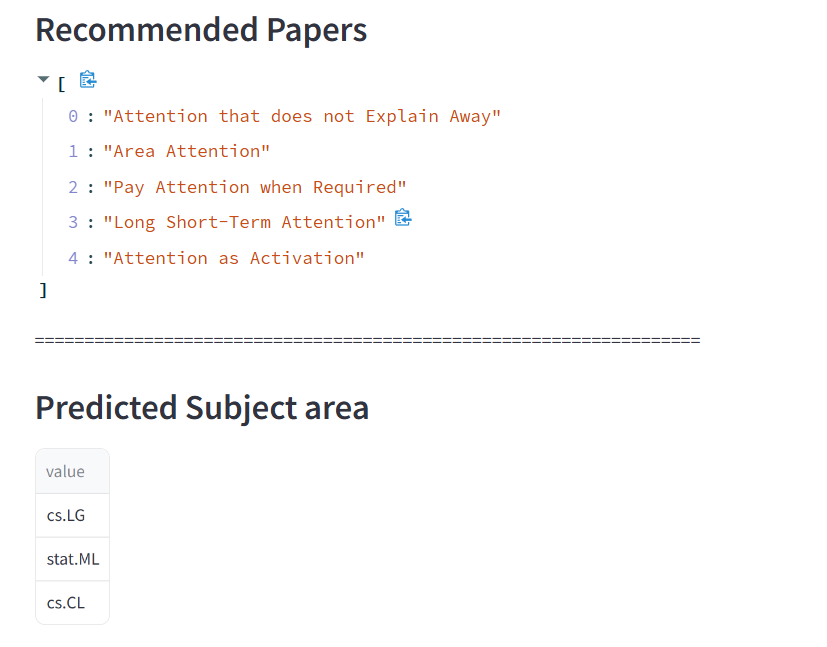 Recommended Papers
[
0 : "Attention that does not Explain Away"
1 : "Area Attention"
2 : "Pay Attention when Required"
3 : "Long Short-Term Attention"
4 : "Attention as Activation"
]
======================================================================
Predicted Subject area
value
cs.LG
stat.ML
cs.CL